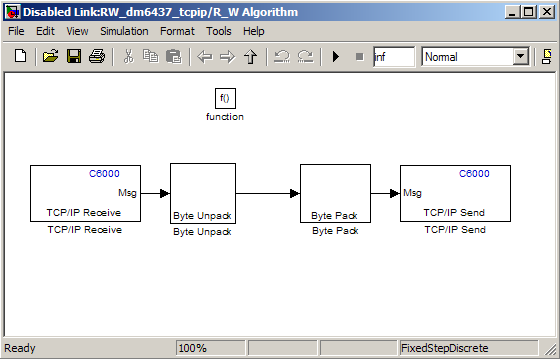 Disabled Link:RW_dm6437_tcpip/R_W Algorithm
File Edit View Simulation Format Tools Help
inf Normal
f()
function
C6000 C6000
Msg Msg
TCP/IP Receive Byte Unpack Byte Pack TCP/IP Send
TCP/IP Receive Byte Unpack Byte Pack TCP/IP Send
Ready 100% FixedStepDiscrete